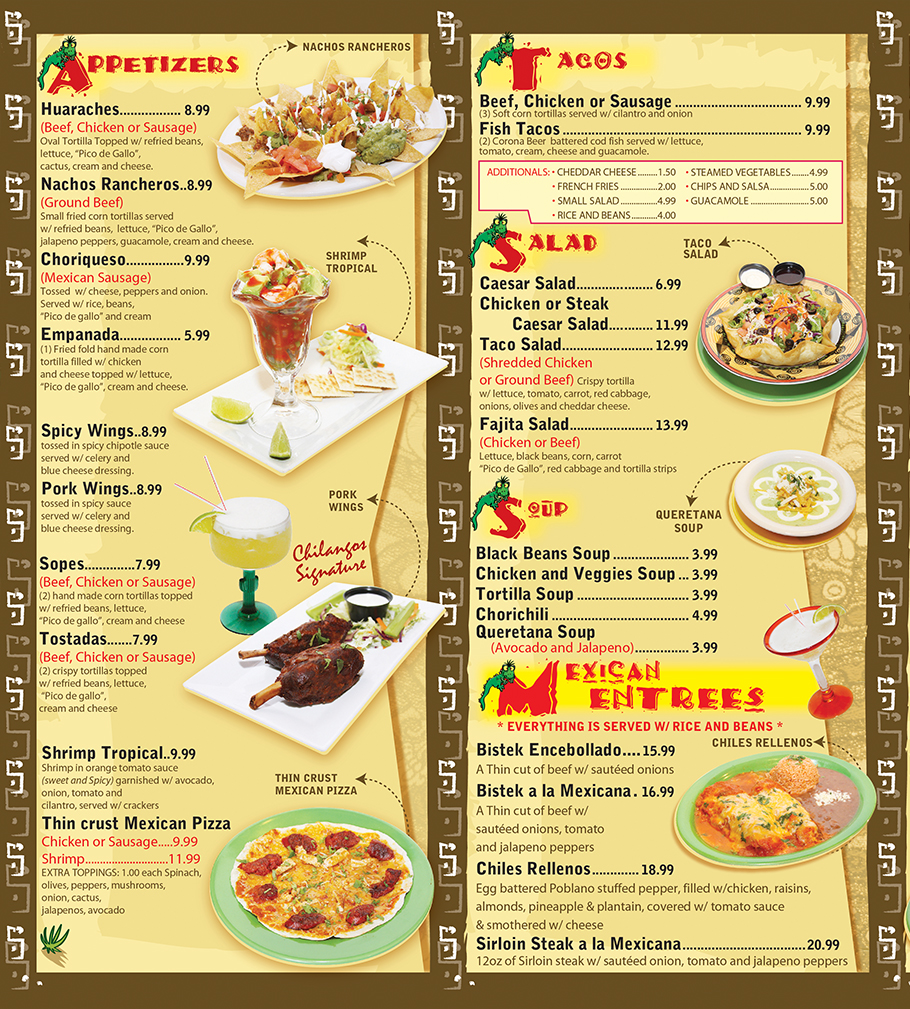 APPETIZERS
NACHOS RANCHEROS
Huaraches................ 8.99
(Beef, Chicken or Sausage)
Oval Tortilla Topped w/ refried beans,
lettuce, "Pico de Gallo",
cactus, cream and cheese.
Nachos Rancheros..8.99
(Ground Beef)
Small fried corn tortillas served
w/ refried beans, lettuce, "Pico de Gallo",
jalapeno peppers, guacamole, cream and cheese.
Choriqueso...............9.99
(Mexican Sausage)
Tossed w/ cheese, peppers and onion.
Served w/ rice, beans,
"Pico de gallo" and cream
SHRIMP
TROPICAL
Empanada................ 5.99
(1) Fried fold hand made corn
tortilla filled w/ chicken
and cheese topped w/ lettuce,
"Pico de gallo", cream and cheese.
Spicy Wings..8.99
tossed in spicy chipotle sauce
served w/ celery and
blue cheese dressing.
Pork Wings..8.99
tossed in spicy sauce
served w/ celery and
blue cheese dressing.
PORK
WINGS
Chilangos
Signature
Sopes.............7.99
(Beef, Chicken or Sausage)
(2) hand made corn tortillas topped
w/ refried beans, lettuce,
"Pico de gallo", cream and cheese
Tostadas.......7.99
(Beef, Chicken or Sausage)
(2) crispy tortillas topped
w/ refried beans, lettuce,
"Pico de gallo",
cream and cheese
Shrimp Tropical..9.99
Shrimp in orange tomato sauce
(sweet and Spicy) garnished w/ avocado,
onion, tomato and
cilantro, served w/ crackers
THIN CRUST
MEXICAN PIZZA
Thin crust Mexican Pizza
Chicken or Sausage.....9.99
Shrimp............................11.99
EXTRA TOPPINGS: 1.00 each Spinach,
olives, peppers, mushrooms,
onion, cactus,
jalapenos, avocado
TACOS
Beef, Chicken or Sausage ................................. 9.99
(3) Soft corn tortillas served w/ cilantro and onion
Fish Tacos ............................................................ 9.99
(2) Corona Beer battered cod fish served w/ lettuce,
tomato, cream, cheese and guacamole.
ADDITIONALS: • CHEDDAR CHEESE........1.50 • STEAMED VEGETABLES.......4.99
• FRENCH FRIES ..............2.00 • CHIPS AND SALSA..............5.00
• SMALL SALAD ..............4.99 • GUACAMOLE .....................5.00
• RICE AND BEANS...........4.00
SALAD
TACO
SALAD
Caesar Salad..................... 6.99
Chicken or Steak
Caesar Salad............ 11.99
Taco Salad........................ 12.99
(Shredded Chicken
or Ground Beef) Crispy tortilla
w/ lettuce, tomato, carrot, red cabbage,
onions, olives and cheddar cheese.
Fajita Salad...................... 13.99
(Chicken or Beef)
Lettuce, black beans, corn, carrot
"Pico de Gallo", red cabbage and tortilla strips
SOUP
QUERETANA
SOUP
Black Beans Soup .................... 3.99
Chicken and Veggies Soup ... 3.99
Tortilla Soup .............................. 3.99
Chorichili ..................................... 4.99
Queretana Soup
(Avocado and Jalapeno)............... 3.99
MEXICAN
ENTREES
* EVERYTHING IS SERVED W/ RICE AND BEANS *
Bistek Encebollado....15.99
A Thin cut of beef w/ sautéed onions
CHILES RELLENOS
Bistek a la Mexicana. 16.99
A Thin cut of beef w/
sautéed onions, tomato
and jalapeno peppers
Chiles Rellenos............ 18.99
Egg battered Poblano stuffed pepper, filled w/chicken, raisins,
almonds, pineapple & plantain, covered w/ tomato sauce
& smothered w/ cheese
Sirloin Steak a la Mexicana...............................20.99
12oz of Sirloin steak w/ sautéed onion, tomato and jalapeno peppers